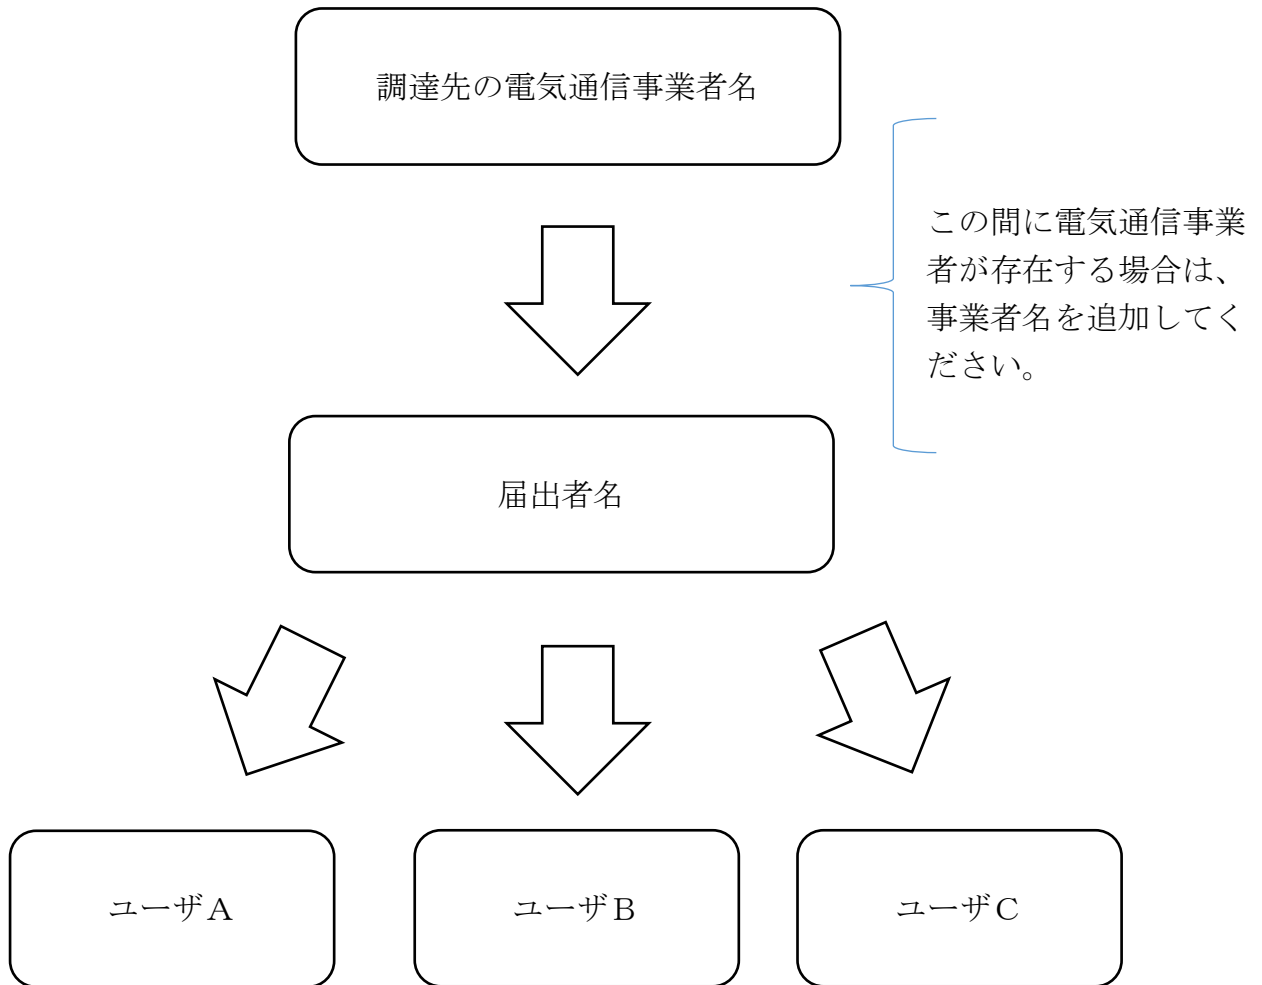 調達先の電気通信事業者名
この間に電気通信事業
者が存在する場合は、
事業者名を追加してく
ださい。
届出者名
ユーザA
ユーザB
ユーザC